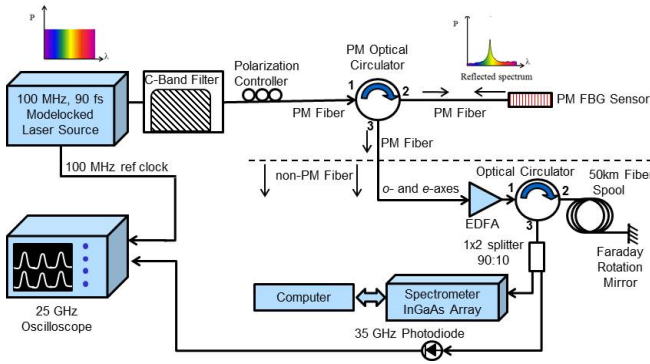 P
λ
P
λ
Reflected spectrum
100 MHz, 90 fs
Modelocked
Laser Source
C-Band Filter
Polarization
Controller
PM Optical
Circulator
1
2
3
PM Fiber
PM Fiber
PM Fiber
PM FBG Sensor
PM Fiber
100 MHz ref clock
non-PM Fiber
o- and e-axes
EDFA
Optical Circulator
1
2
3
50km Fiber
Spool
Faraday
Rotation
Mirror
1x2 splitter
90:10
Computer
Spectrometer
InGaAs Array
25 GHz
Oscilloscope
35 GHz Photodiode